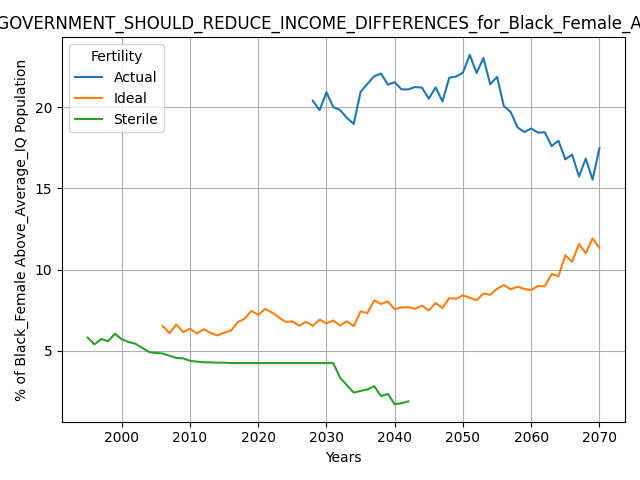 GOVERNMENT_SHOULD_REDUCE_INCOME_DIFFERENCES_for_Black_Female_A
Fertility
Actual
Ideal
Sterile
% of Black_Female Above_Average_IQ Population
20
15
10
5
2000 2010 2020 2030 2040 2050 2060 2070
Years